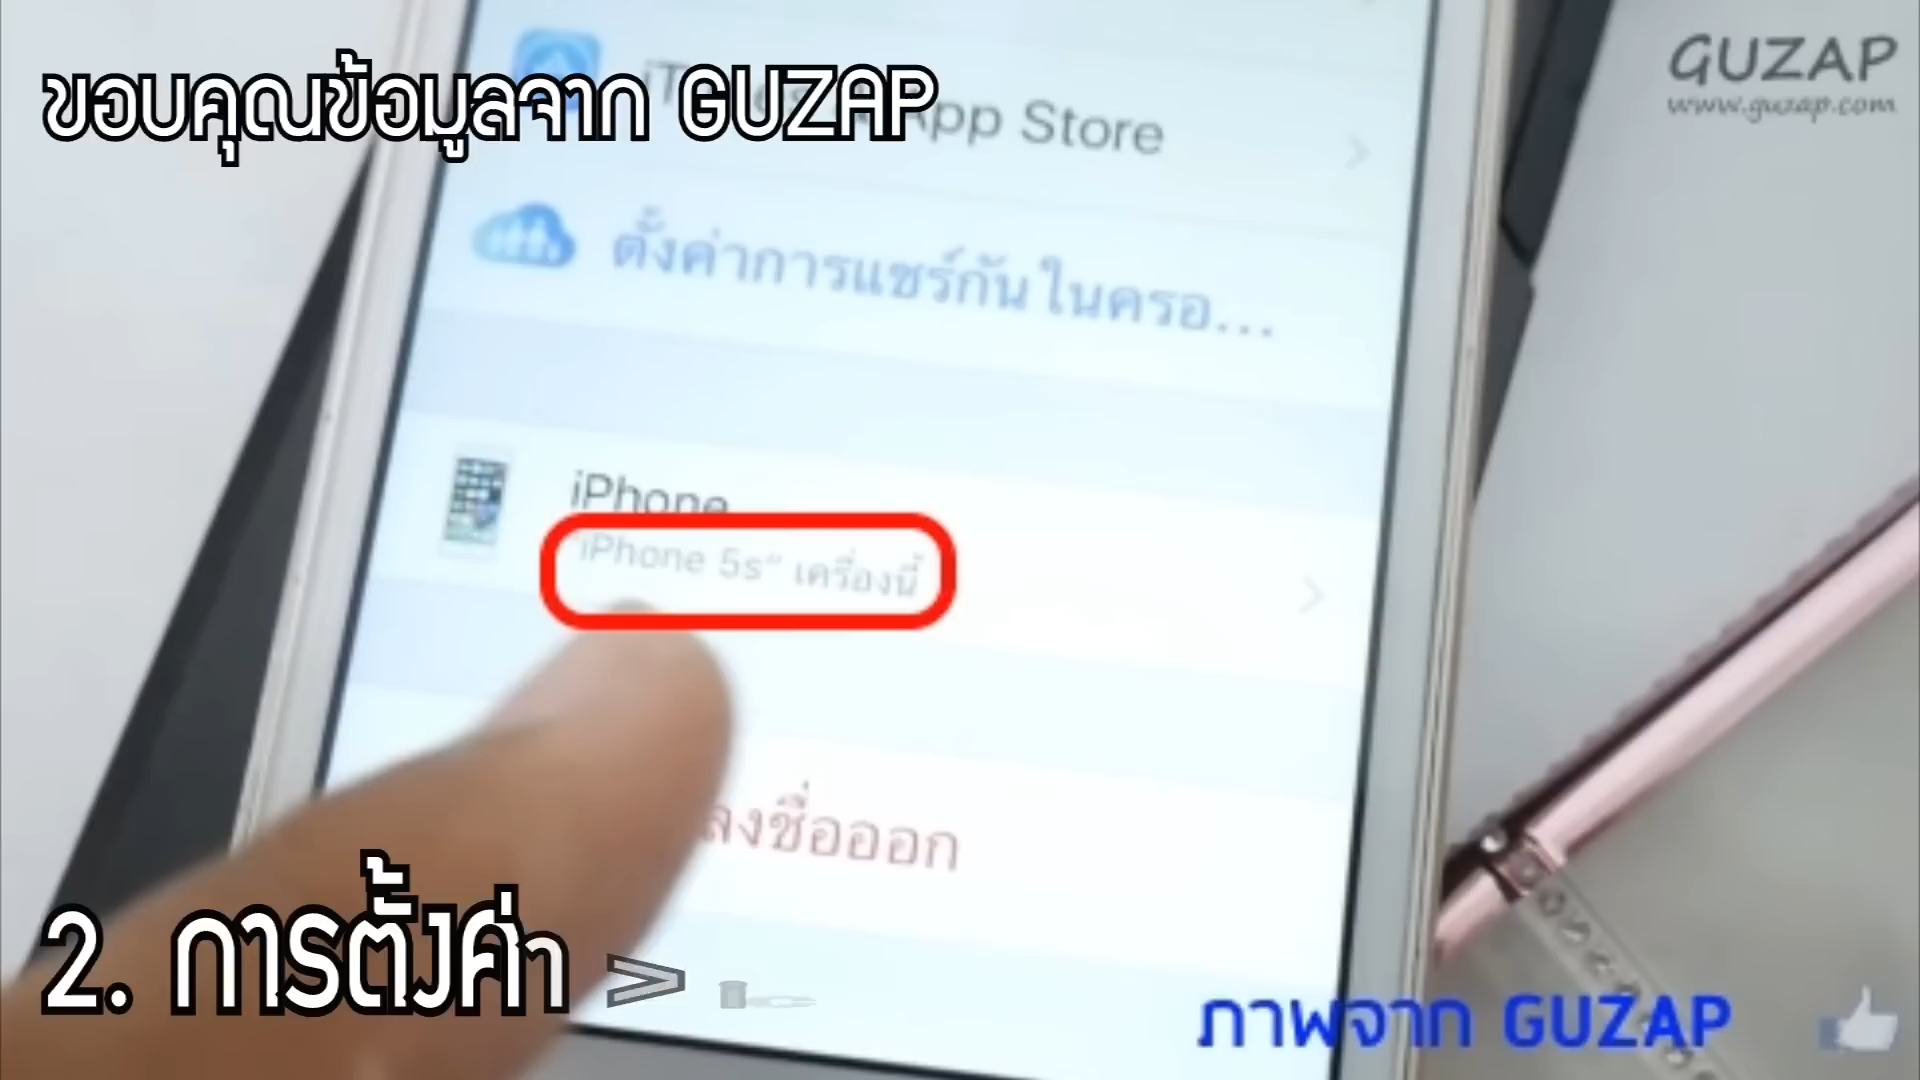 ขอบคุณข้อมูลจาก GUZAP
GUZAP
www.guzap.com
App Store
ตั้งค่าการแชร์กันในครอ...
iPhone
"iPhone 5s" เครื่องนี้
ลงชื่อออก
2. การตั้งค่า >
ภาพจาก GUZAP